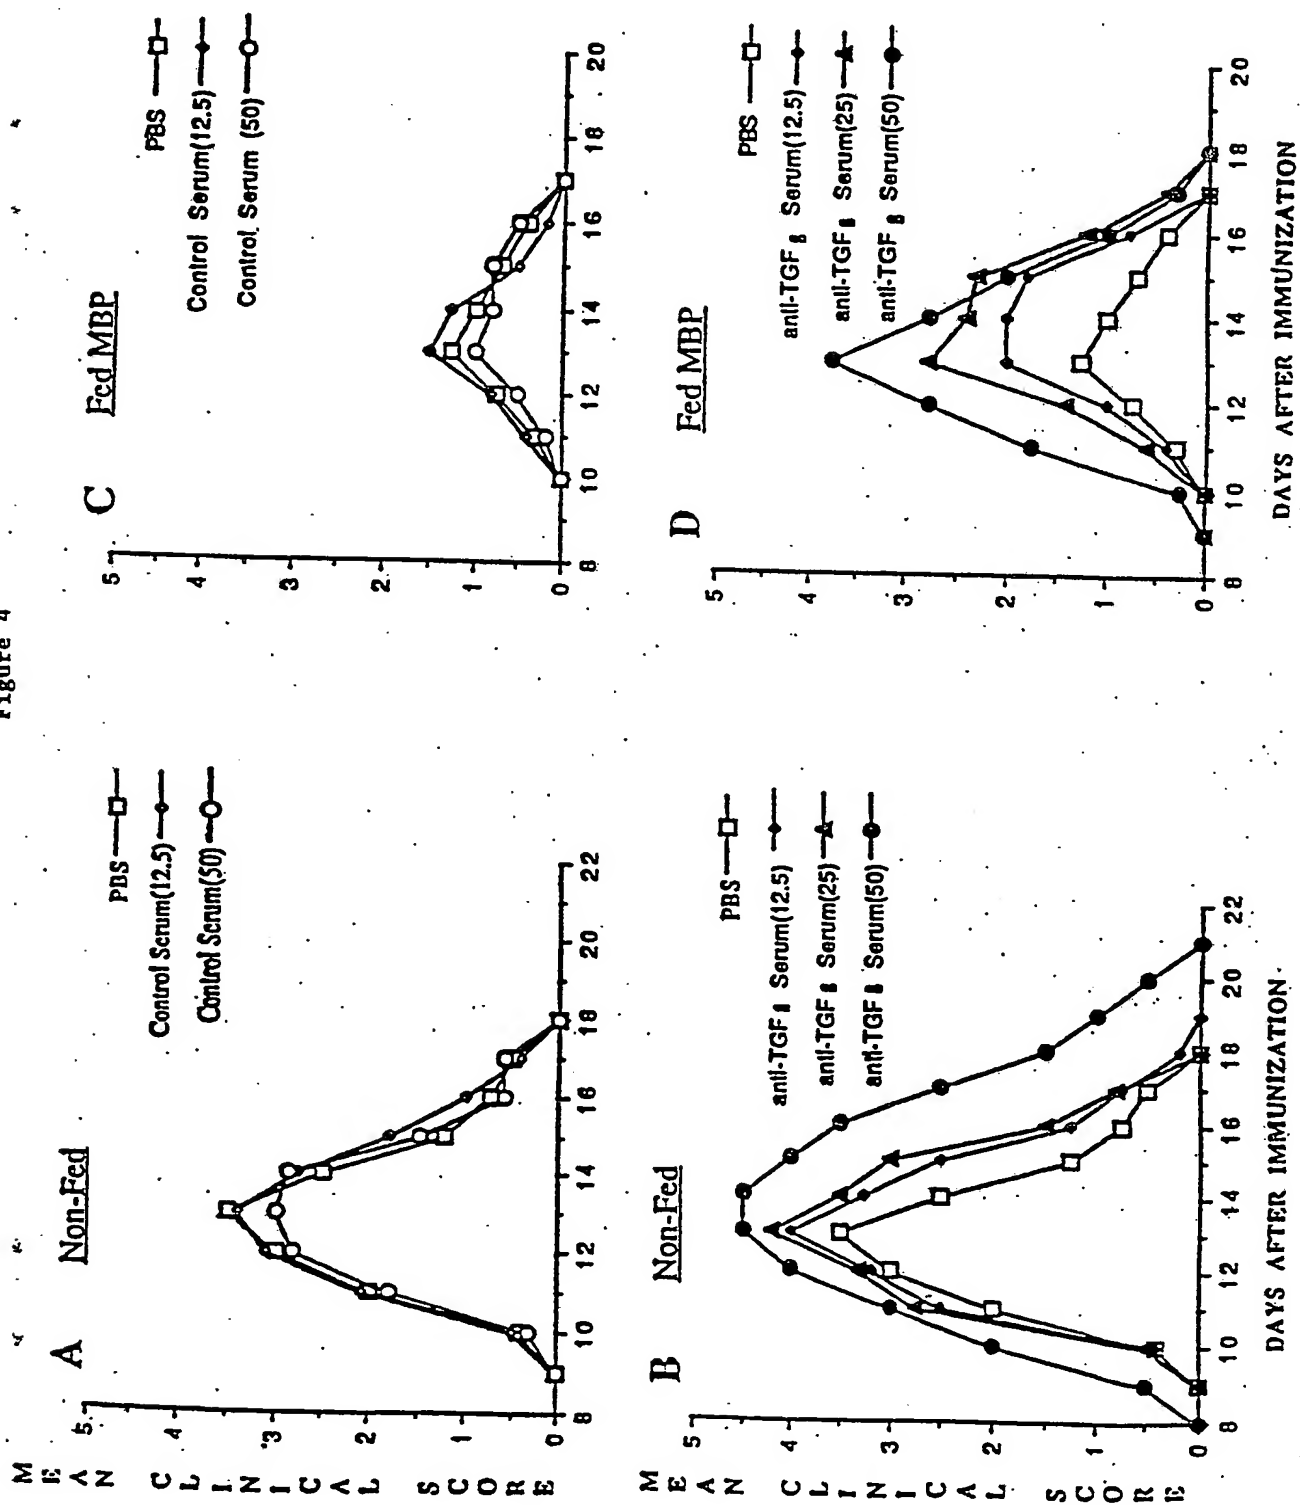 Figure 4
MEAN CLINICAL SCORE
A
Non-Fed
PBS
Control Serum(12.5)
Control Serum(50)
5
4
3
2
1
0
8 10 12 14 16 18 20 22
C
Fed MBP
PBS
Control Serum(12.5)
Control Serum (50)
5
4
3
2
1
0
8 10 12 14 16 18 20
MEAN CLINICAL SCORE
B
Non-Fed
PBS
anti-TGF β Serum(12.5)
anti-TGF β Serum(25)
anti-TGF β Serum(50)
5
4
3
2
1
0
8 10 12 14 16 18 20 22
DAYS AFTER IMMUNIZATION
D
Fed MBP
PBS
anti-TGF β Serum(12.5)
anti-TGF β Serum(25)
anti-TGF β Serum(50)
5
4
3
2
1
0
8 10 12 14 16 18 20
DAYS AFTER IMMUNIZATION